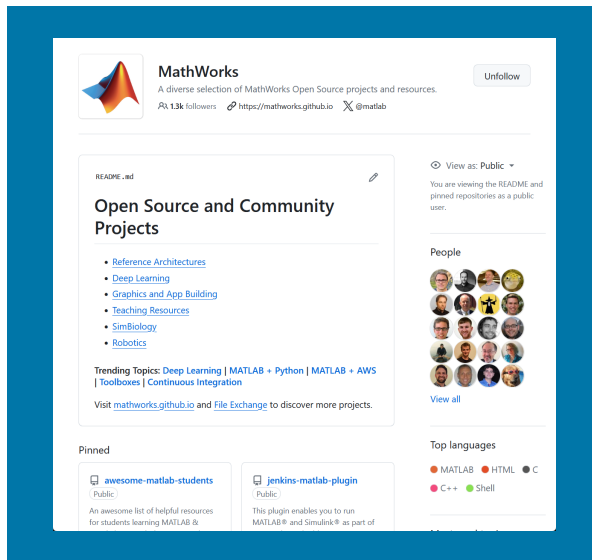 MathWorks
A diverse selection of MathWorks Open Source projects and resources.
1.3k followers https://mathworks.github.io @matlab
Unfollow
README.md
Open Source and Community
Projects
Reference Architectures
Deep Learning
Graphics and App Building
Teaching Resources
SimBiology
Robotics
Trending Topics: Deep Learning | MATLAB + Python | MATLAB + AWS
| Toolboxes | Continuous Integration
Visit mathworks.github.io and File Exchange to discover more projects.
Pinned
awesome-matlab-students
Public
An awesome list of helpful resources
for students learning MATLAB &
jenkins-matlab-plugin
Public
This plugin enables you to run
MATLAB® and Simulink® as part of
View as: Public
You are viewing the README and
pinned repositories as a public
user.
People
View all
Top languages
MATLAB HTML C
C++ Shell